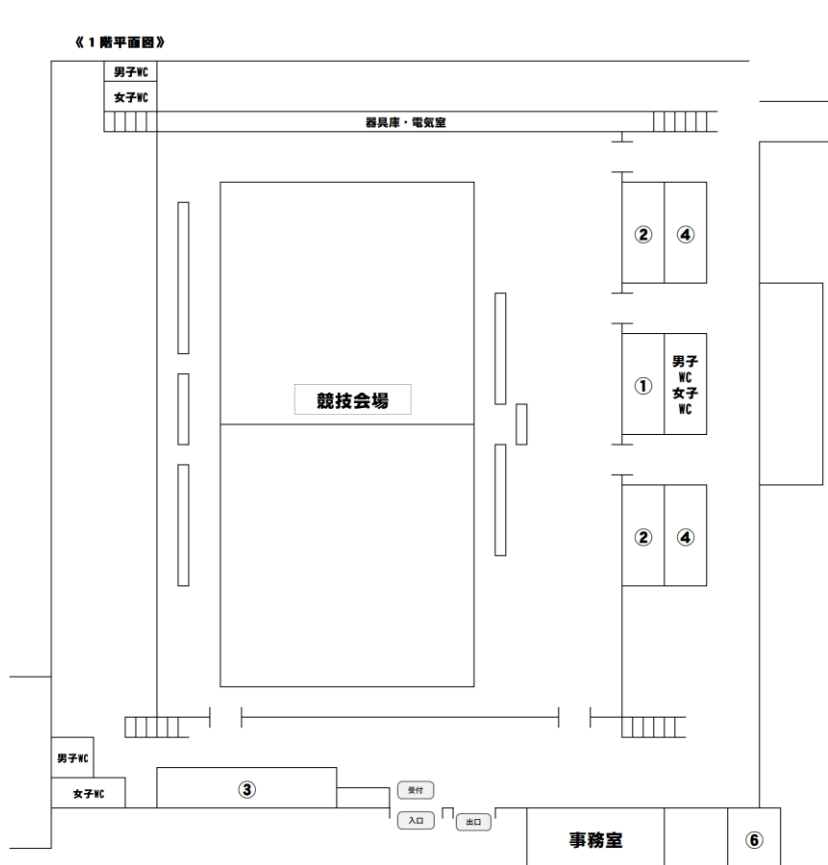 《1階平面図》
男子WC
女子WC
器具庫・電気室
②
④
競技会場
①
男子
WC
女子
WC
②
④
男子WC
女子WC
③
受付
入口
出口
事務室
⑥